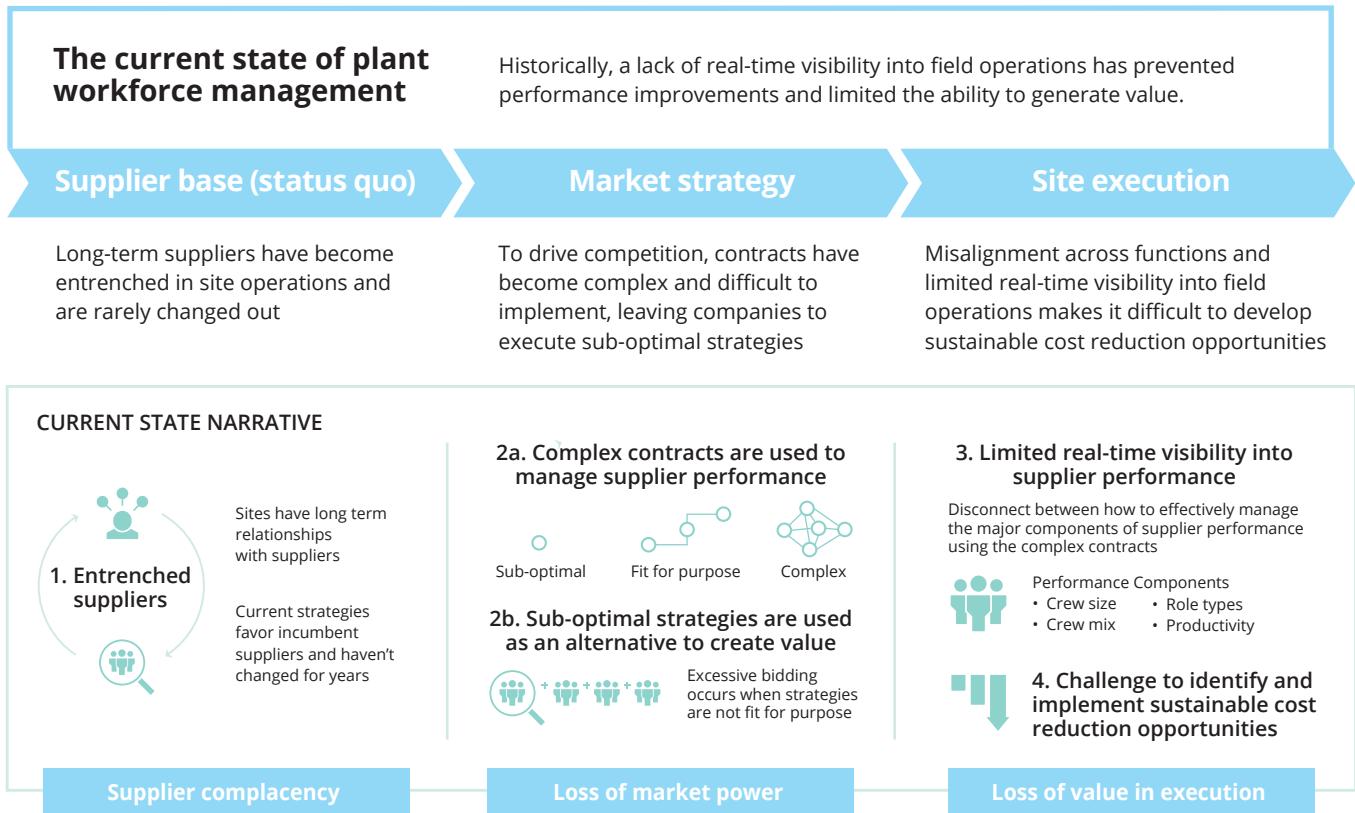 The current state of plant
workforce management
Historically, a lack of real-time visibility into field operations has prevented
performance improvements and limited the ability to generate value.
Supplier base (status quo)
Market strategy
Site execution
Long-term suppliers have become
entrenched in site operations and
are rarely changed out
To drive competition, contracts have
become complex and difficult to
implement, leaving companies to
execute sub-optimal strategies
Misalignment across functions and
limited real-time visibility into field
operations makes it difficult to develop
sustainable cost reduction opportunities
CURRENT STATE NARRATIVE
1. Entrenched
suppliers
Sites have long term
relationships
with suppliers
Current strategies
favor incumbent
suppliers and haven’t
changed for years
2a. Complex contracts are used to
manage supplier performance
Sub-optimal
Fit for purpose
Complex
2b. Sub-optimal strategies are used
as an alternative to create value
+ + +
Excessive bidding
occurs when strategies
are not fit for purpose
3. Limited real-time visibility into
supplier performance
Disconnect between how to effectively manage
the major components of supplier performance
using the complex contracts
Performance Components
• Crew size • Role types
• Crew mix • Productivity
4. Challenge to identify and
implement sustainable cost
reduction opportunities
Supplier complacency
Loss of market power
Loss of value in execution